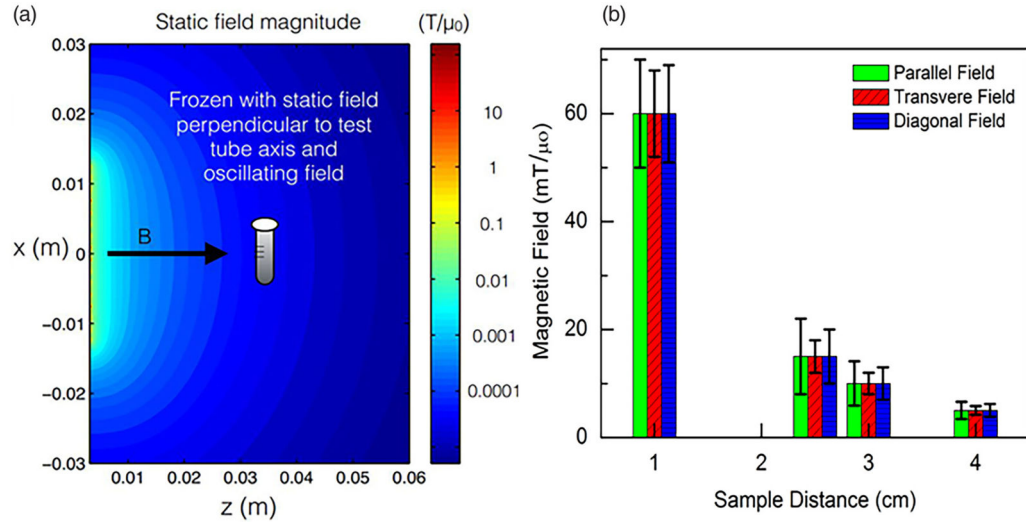 (a)
Static field magnitude
(T/μ₀)
0.03
0.02
0.01
x (m) 0
−0.01
−0.02
−0.03
Frozen with static field
perpendicular to test
tube axis and
oscillating field
B
0.01 0.02 0.03 0.04 0.05 0.06
z (m)
10
1
0.1
0.01
0.001
0.0001
(b)
Magnetic Field (mT/μο)
60
40
20
0
Parallel Field
Transvere Field
Diagonal Field
1 2 3 4
Sample Distance (cm)